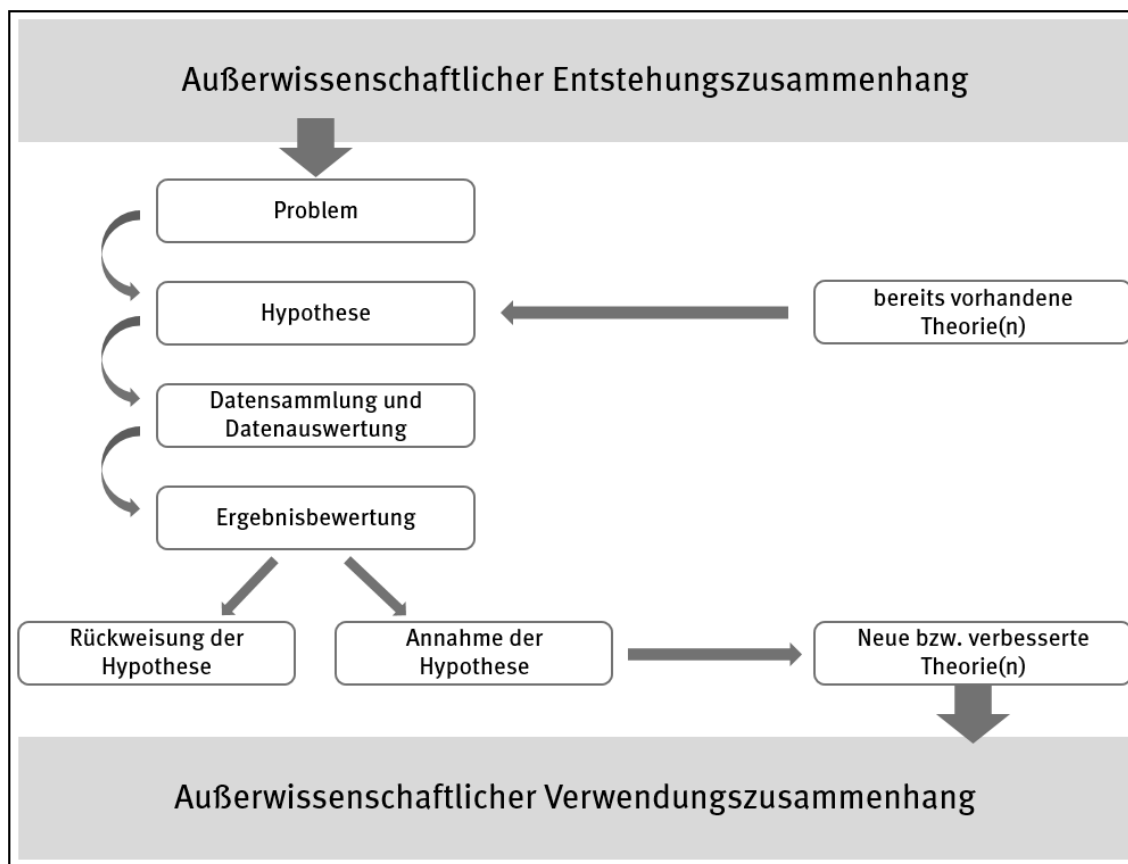 Außerwissenschaftlicher Entstehungszusammenhang
Problem
Hypothese
bereits vorhandene
Theorie(n)
Datensammlung und
Datenauswertung
Ergebnisbewertung
Rückweisung der
Hypothese
Annahme der
Hypothese
Neue bzw. verbesserte
Theorie(n)
Außerwissenschaftlicher Verwendungszusammenhang